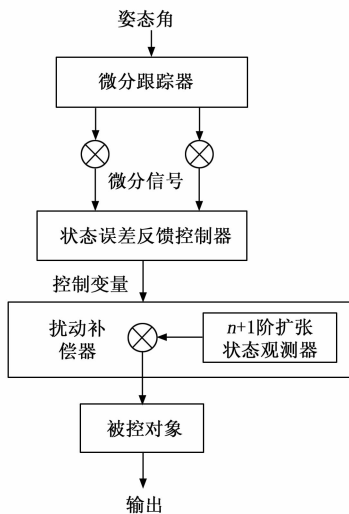 姿态角
微分跟踪器
微分信号
状态误差反馈控制器
控制变量
扰动补
偿器
n+1阶扩张
状态观测器
被控对象
输出